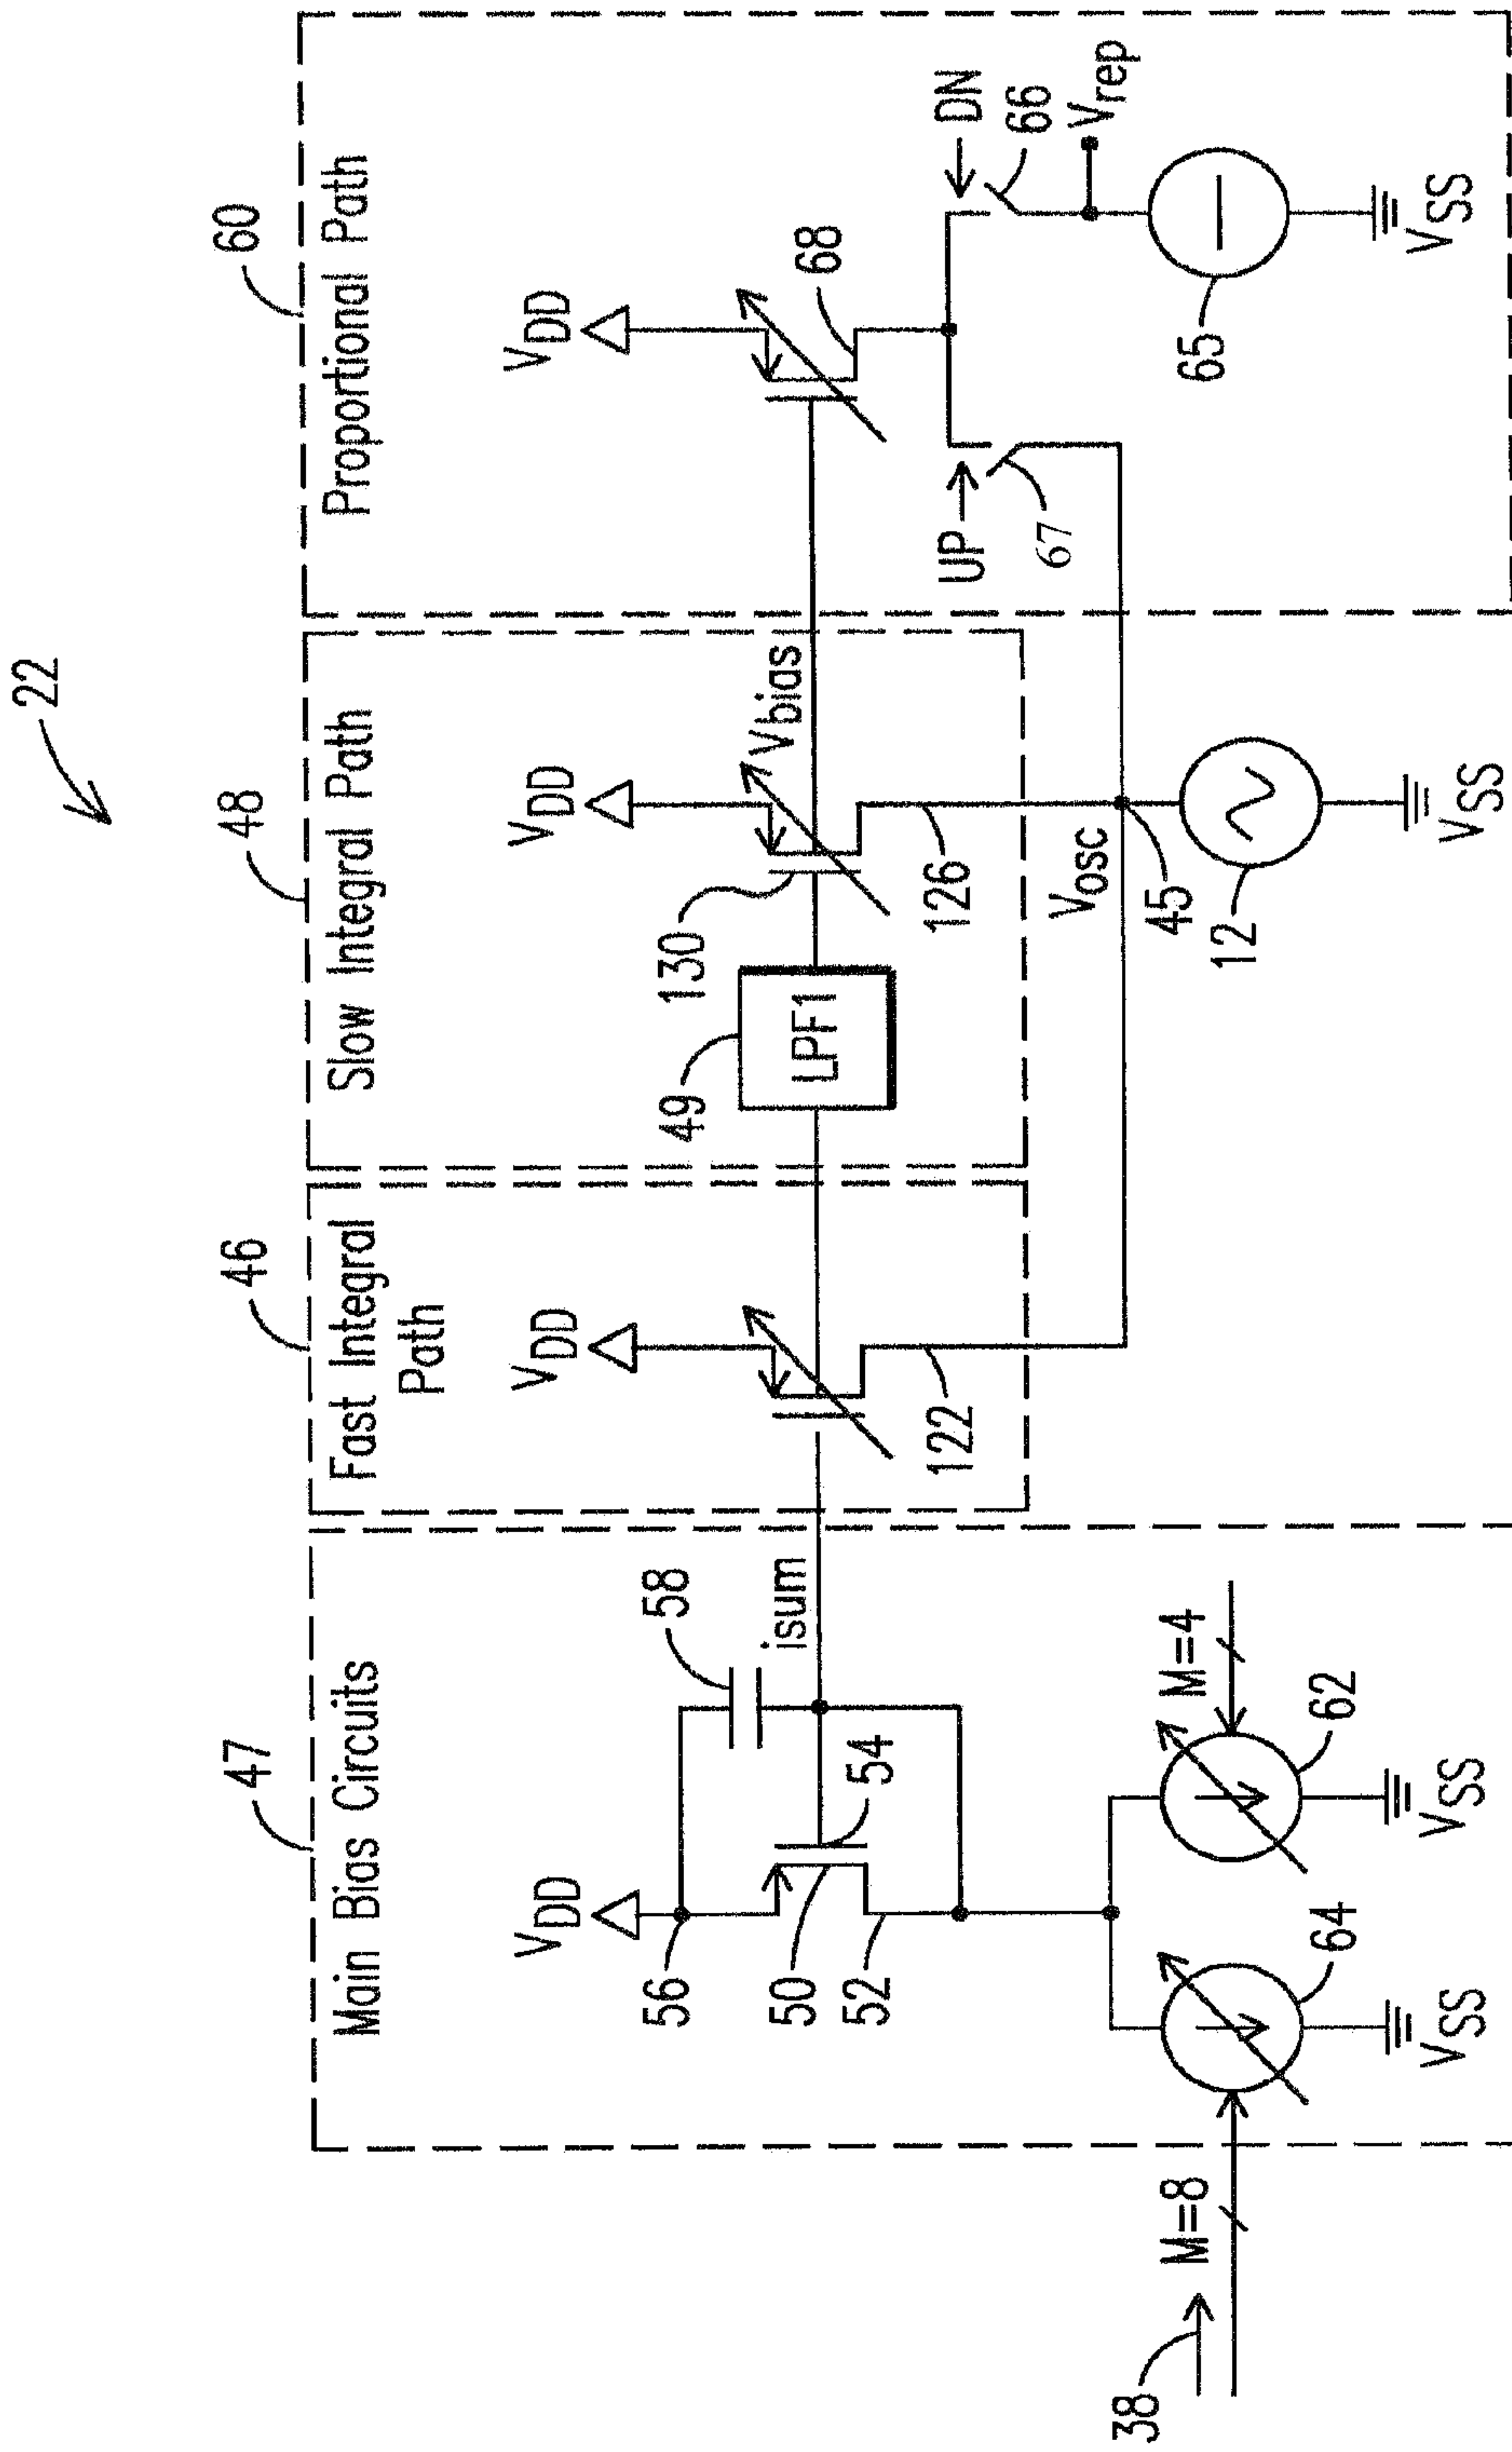 22
47
Main Bias Circuits
46
Fast Integral
Path
48
Slow Integral Path
60
Proportional Path
VDD
56
50
52
54
58
isum
64
VSS
62
VSS
M=4
M=8
38
VDD
122
49
LPF1
130
VDD
Vbias
126
Vosc
45
12
VSS
VDD
68
UP
67
DN
66
Vrep
65
VSS